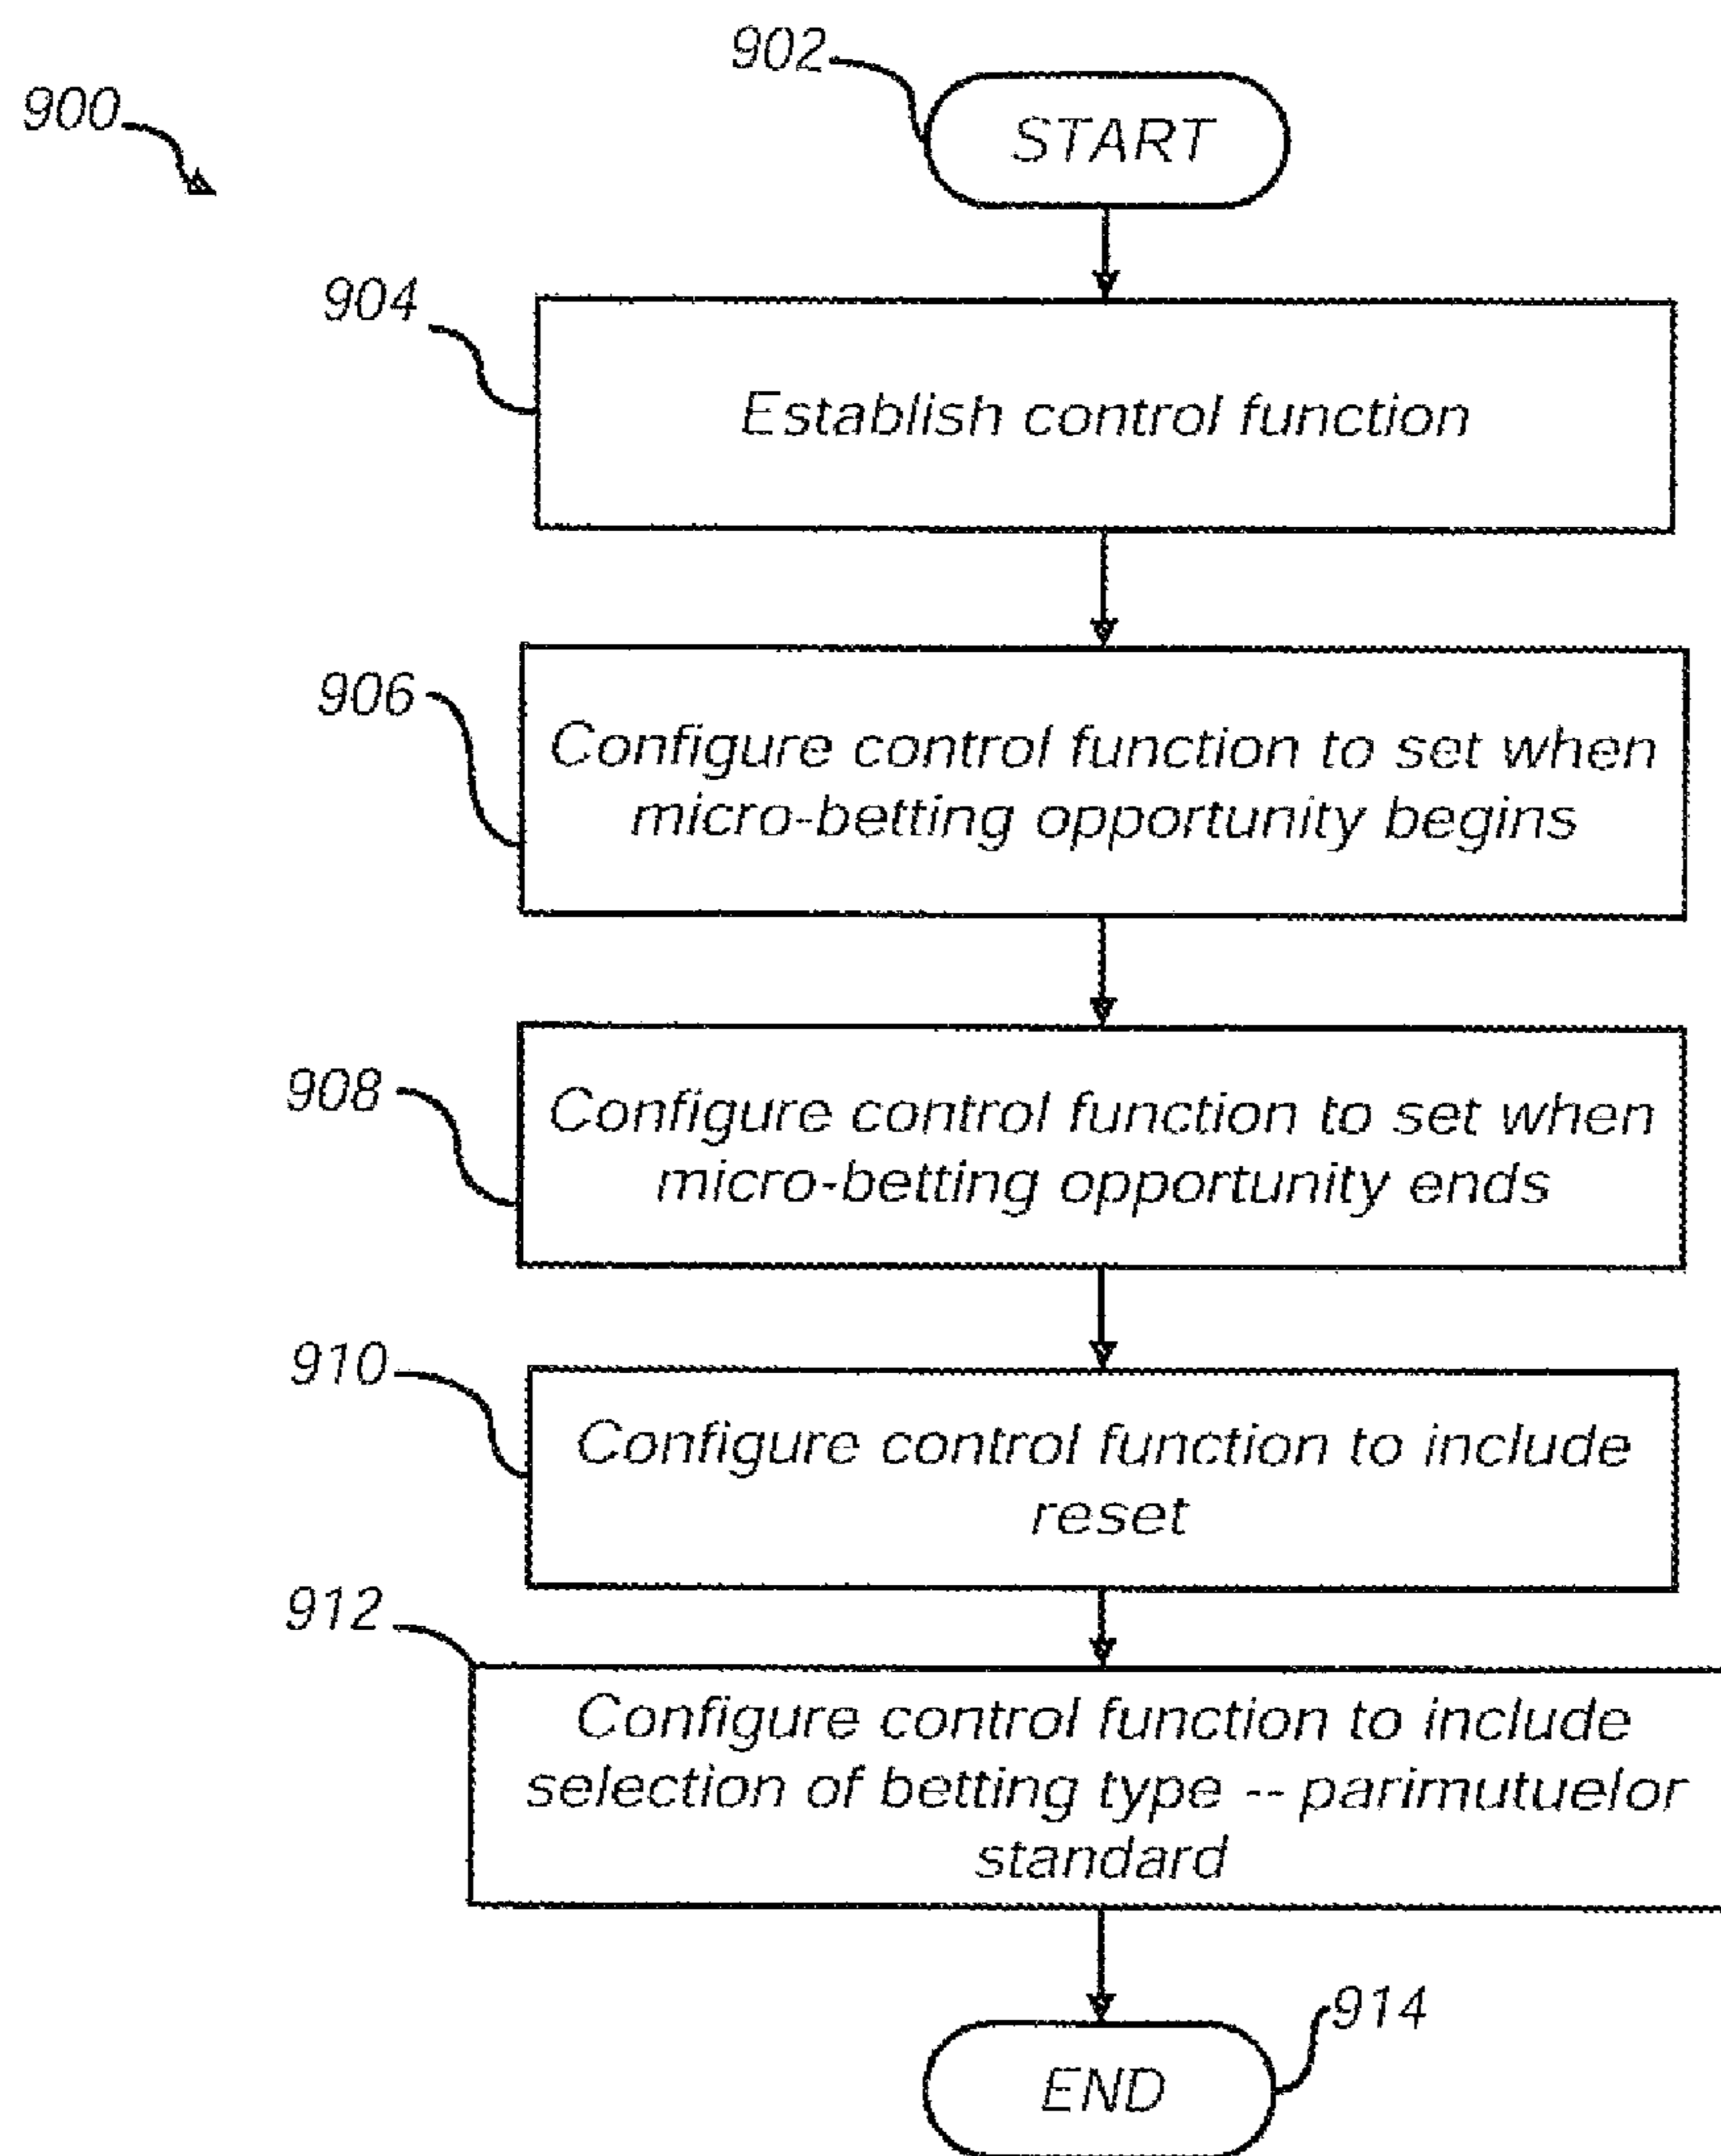 902
900
START
904
Establish control function
906
Configure control function to set when
micro-betting opportunity begins
908
Configure control function to set when
micro-betting opportunity ends
910
Configure control function to include
reset
912
Configure control function to include
selection of betting type -- parimutuelor
standard
914
END